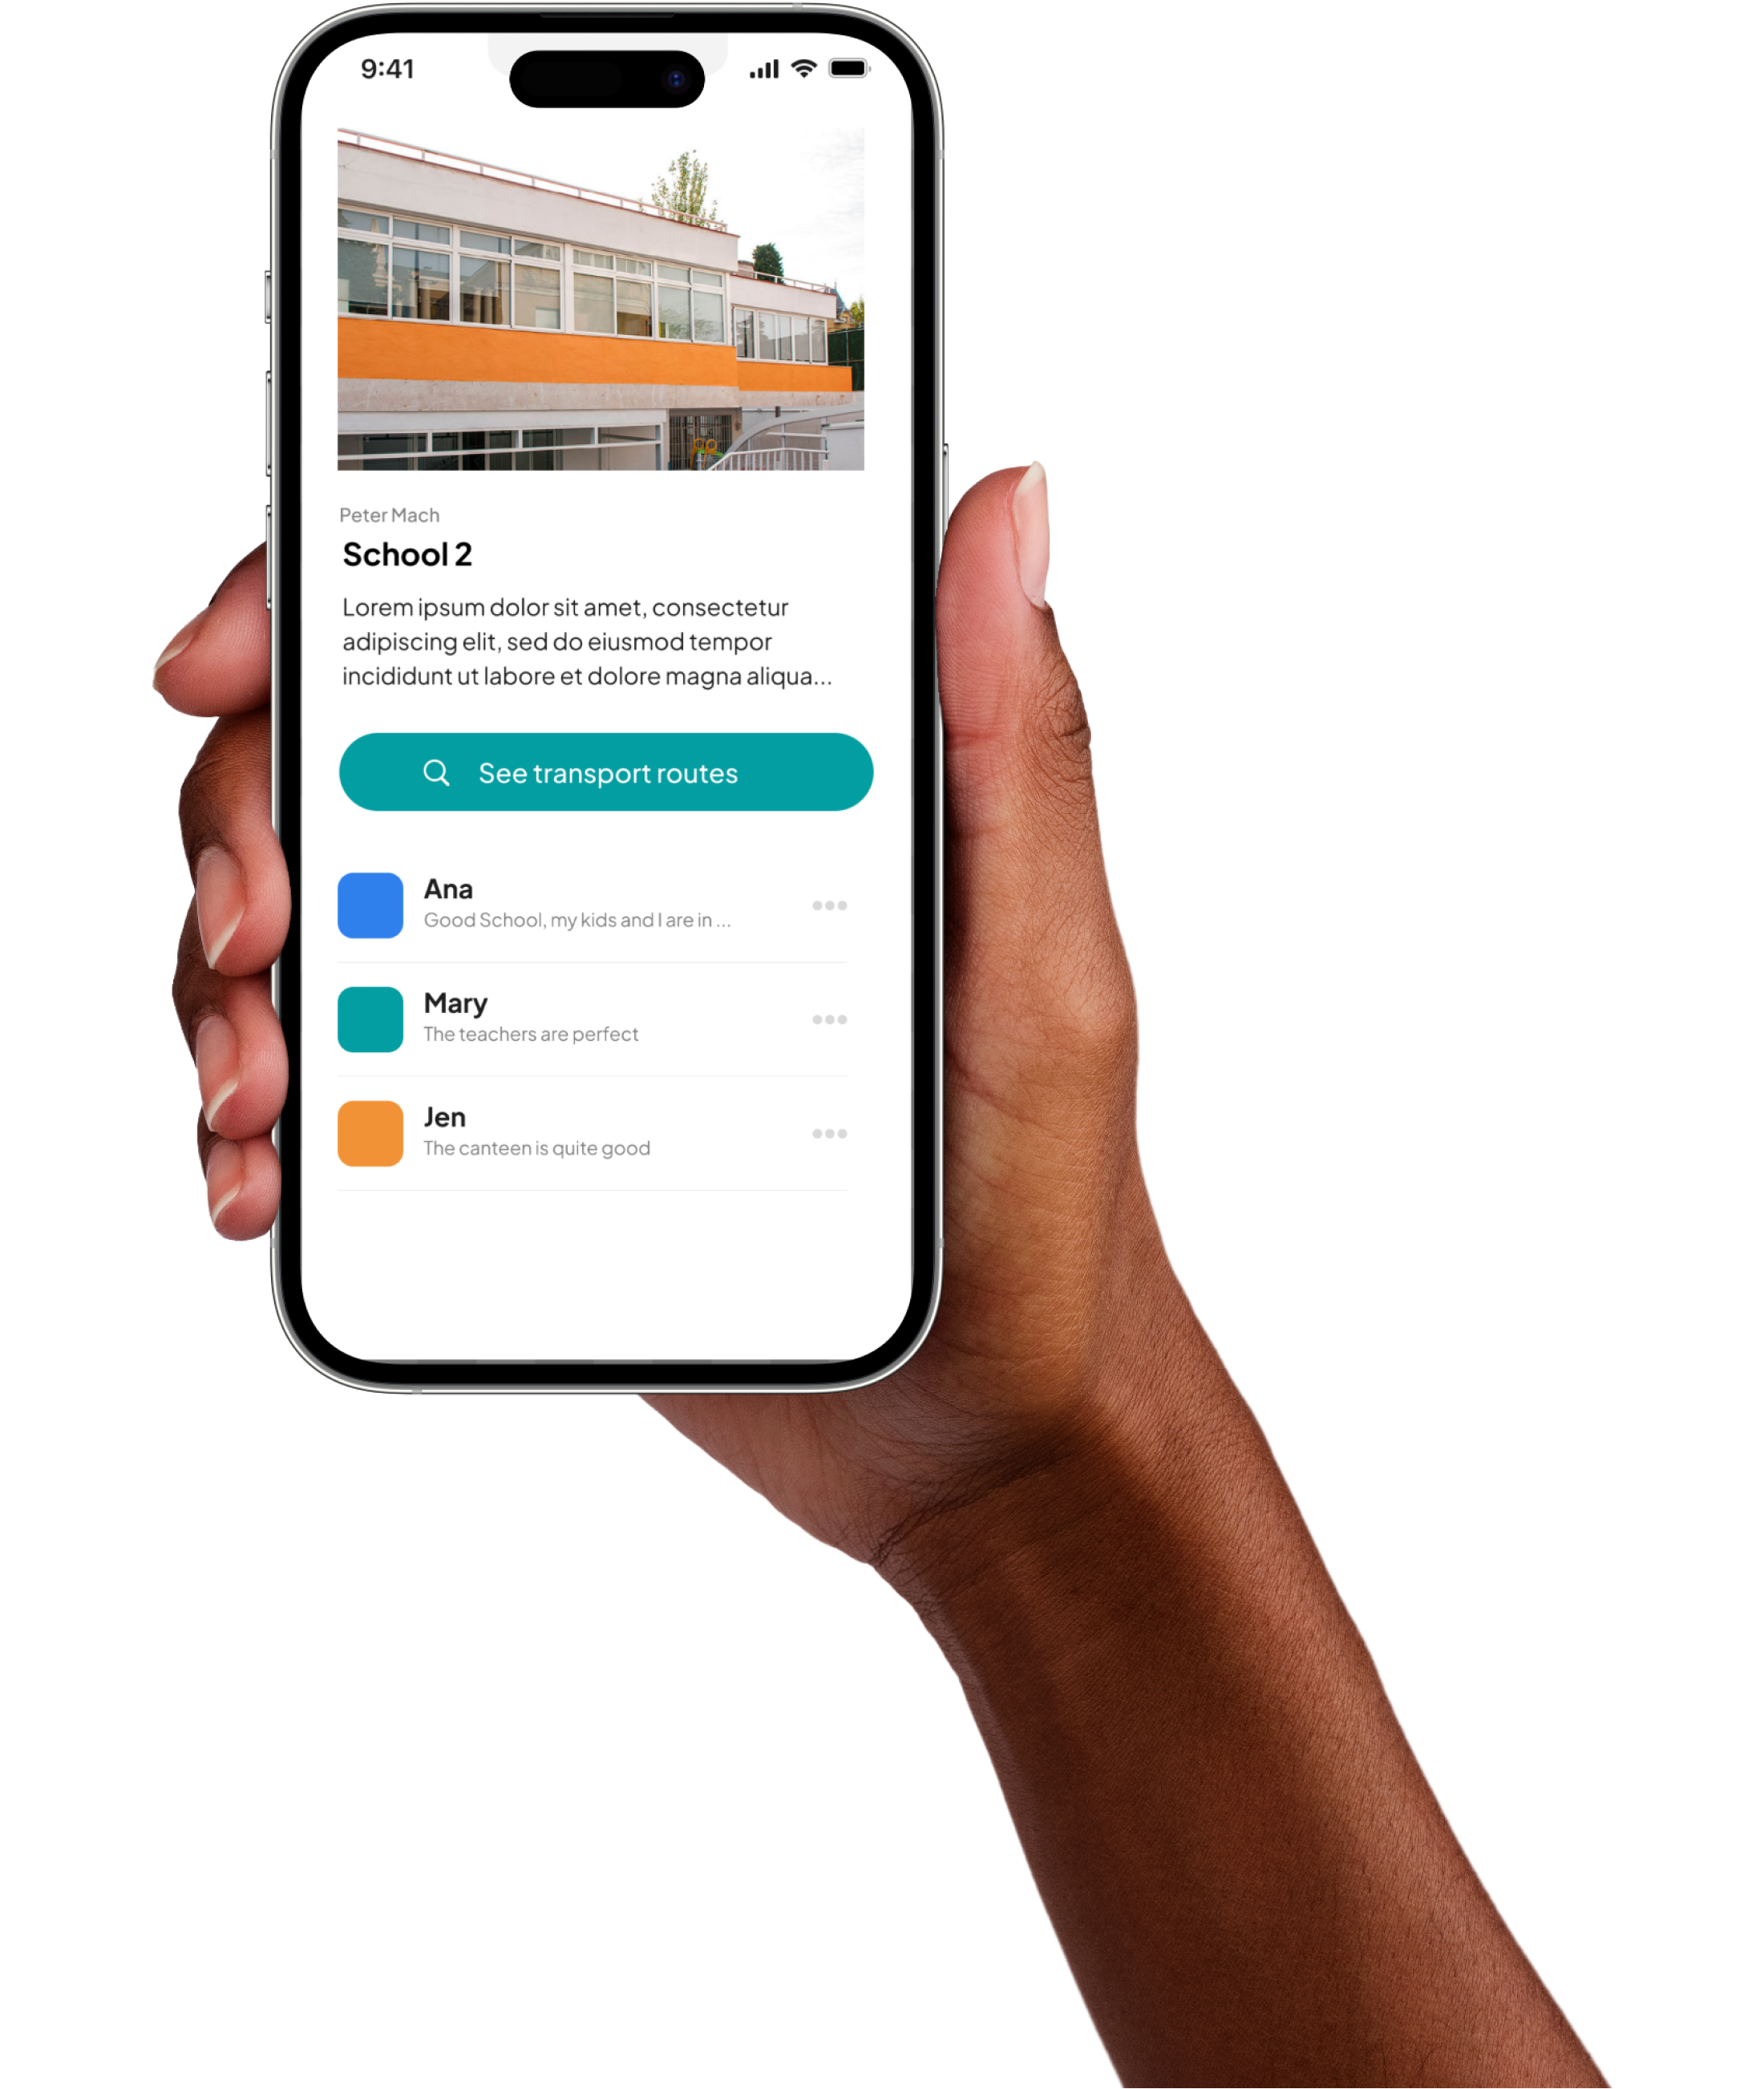 9:41
Peter Mach
School 2
Lorem ipsum dolor sit amet, consectetur
adipiscing elit, sed do eiusmod tempor
incididunt ut labore et dolore magna aliqua...
See transport routes
Ana
Good School, my kids and I are in ...
Mary
The teachers are perfect
Jen
The canteen is quite good